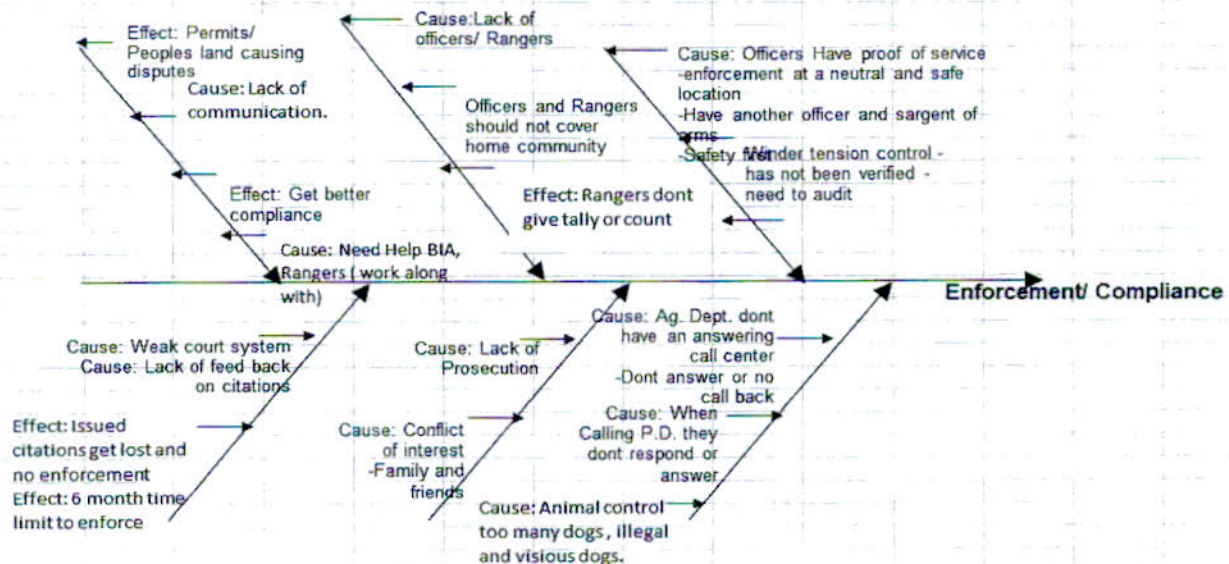 Effect: Permits/
Peoples land causing
disputes
Cause: Lack of
communication.
Effect: Get better
compliance
Cause: Need Help BIA,
Rangers ( work along
with)
Cause:Lack of
officers/ Rangers
Officers and Rangers
should not cover
home community
Effect: Rangers dont
give tally or count
Cause: Officers Have proof of service
-enforcement at a neutral and safe
location
-Have another officer and sargent of
arms
-Safety first
Winder tension control -
has not been verified -
need to audit
Enforcement/ Compliance
Cause: Weak court system
Cause: Lack of feed back
on citations
Effect: Issued
citations get lost and
no enforcement
Effect: 6 month time
limit to enforce
Cause: Lack of
Prosecution
Cause: Conflict
of interest
-Family and
friends
Cause: Ag. Dept. dont
have an answering
call center
-Dont answer or no
call back
Cause: When
Calling P.D. they
dont respond or
answer
Cause: Animal control
too many dogs , illegal
and visious dogs.